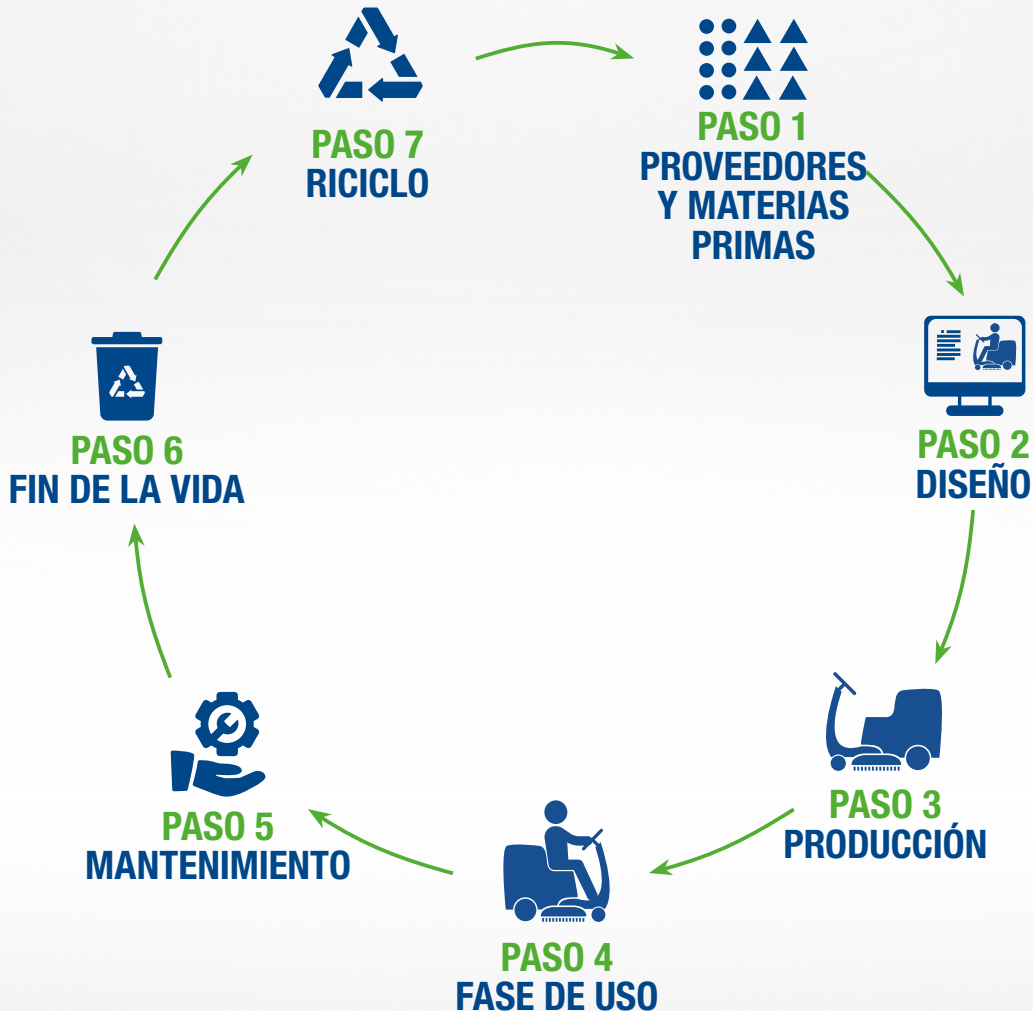 PASO 1
PROVEEDORES
Y MATERIAS
PRIMAS
PASO 2
DISEÑO
PASO 3
PRODUCCIÓN
PASO 4
FASE DE USO
PASO 5
MANTENIMIENTO
PASO 6
FIN DE LA VIDA
PASO 7
RICICLO